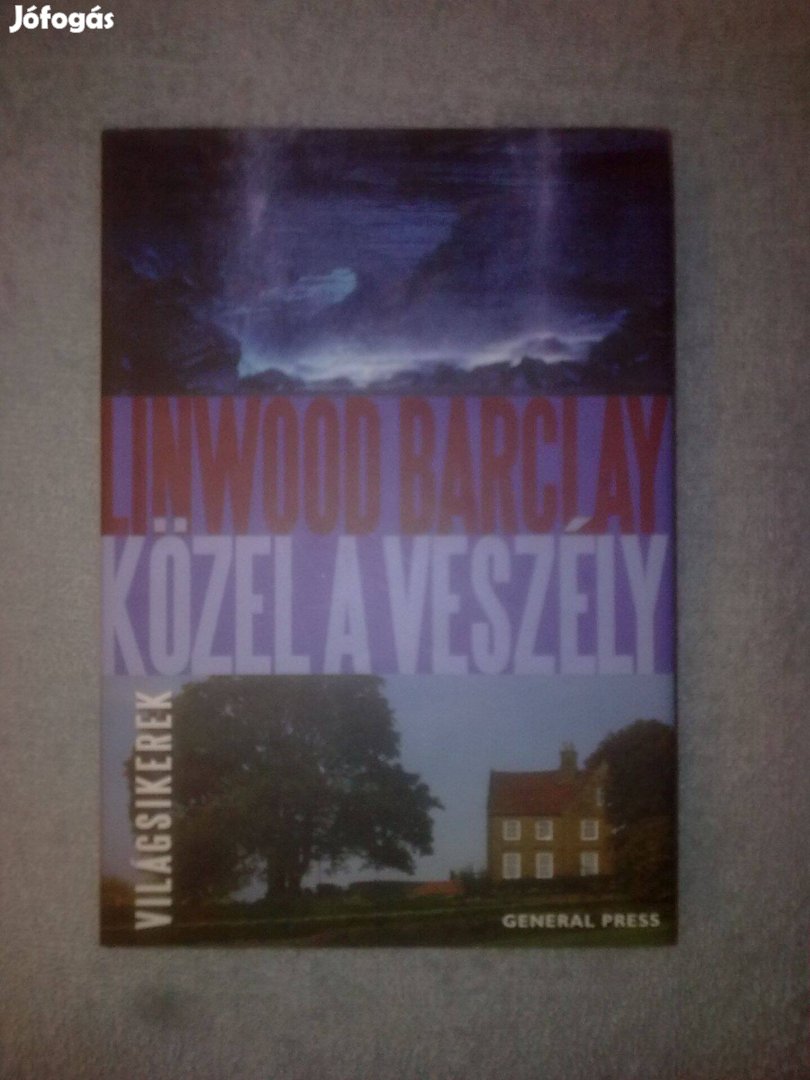 Jófogás
LINWOOD BARCLAY
KÖZEL A VESZÉLY
VILÁGSIKEREK
GENERAL PRESS